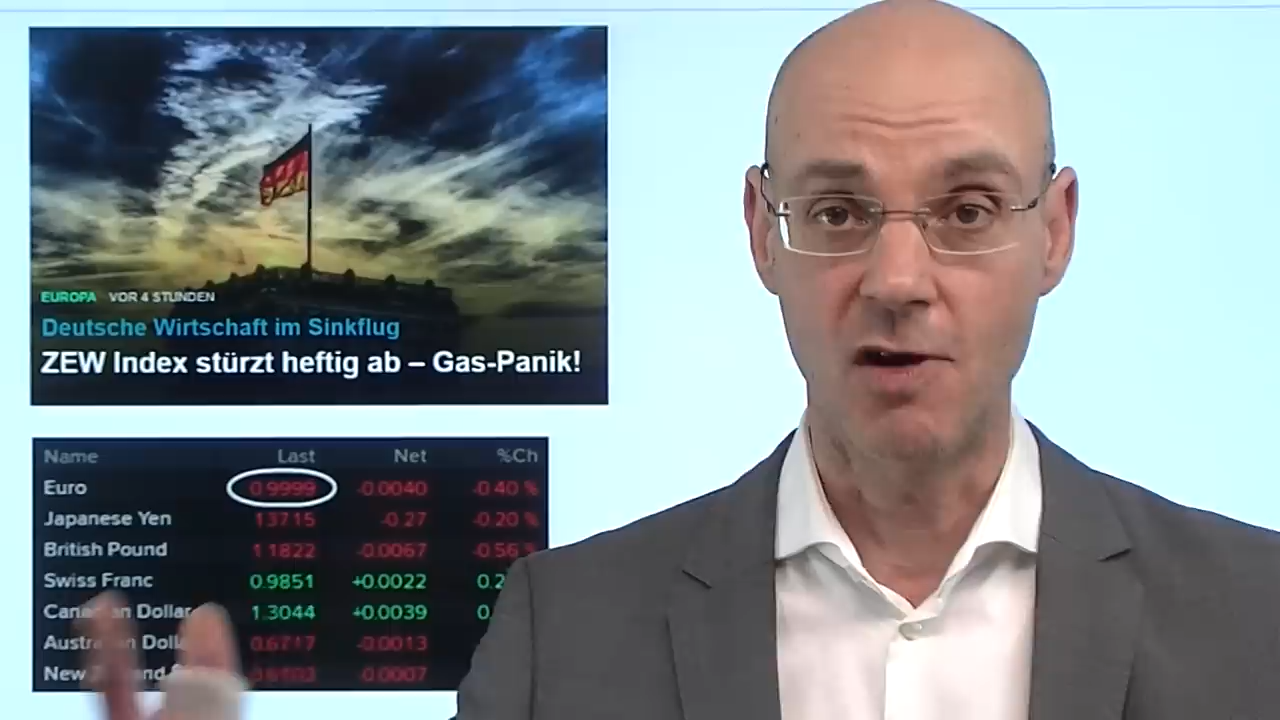 EUROPA VOR 4 STUNDEN
Deutsche Wirtschaft im Sinkflug
ZEW Index stürzt heftig ab – Gas-Panik!
Name Last Net %Ch
Euro 0.9999 -0.0040 -0.40 %
Japanese Yen 137.15 -0.27 -0.20 %
British Pound 1.1822 -0.0067 -0.56 %
Swiss Franc 0.9851 +0.0022
Dollar 1.3044 +0.0039
0.6717 -0.0013
New -0.0007